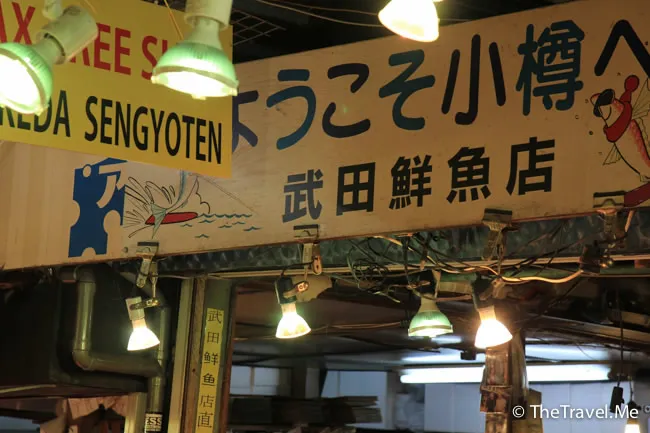 AX FREE S
EDA SENGYOTEN
ようこそ小樽へ
武田鮮魚店
武田鮮魚店直
© TheTravel.Me